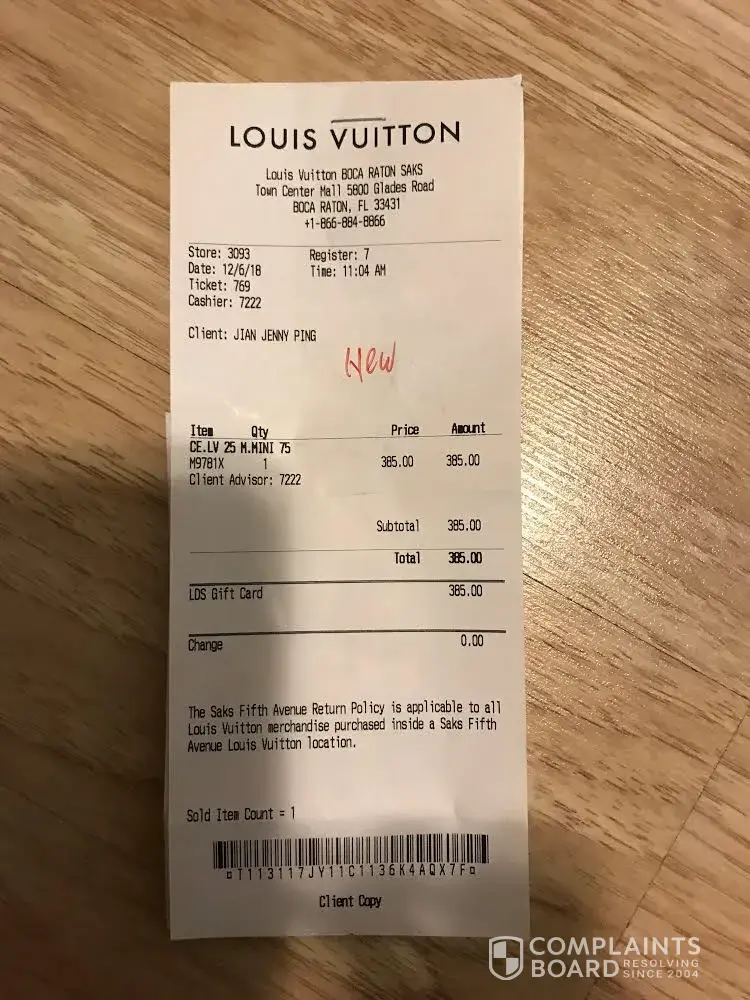 LOUIS VUITTON
Louis Vuitton BOCA RATON SAKS
Town Center Mall 5800 Glades Road
BOCA RATON, FL 33431
+1-866-884-8866
Store: 3093 Register: 7
Date: 12/6/18 Time: 11:04 AM
Ticket: 769
Cashier: 7222
Client: JIAN JENNY PING
New
Item Qty Price Amount
CE.LV 25 M.MINI 75
M9781X 1 385.00 385.00
Client Advisor: 7222
Subtotal 385.00
Total 385.00
LDS Gift Card 385.00
Change 0.00
The Saks Fifth Avenue Return Policy is applicable to all
Louis Vuitton merchandise purchased inside a Saks Fifth
Avenue Louis Vuitton location.
Sold Item Count = 1
¤T113117JY11C1136K4AQX7F¤
Client Copy
COMPLAINTS
BOARD RESOLVING
SINCE 2004